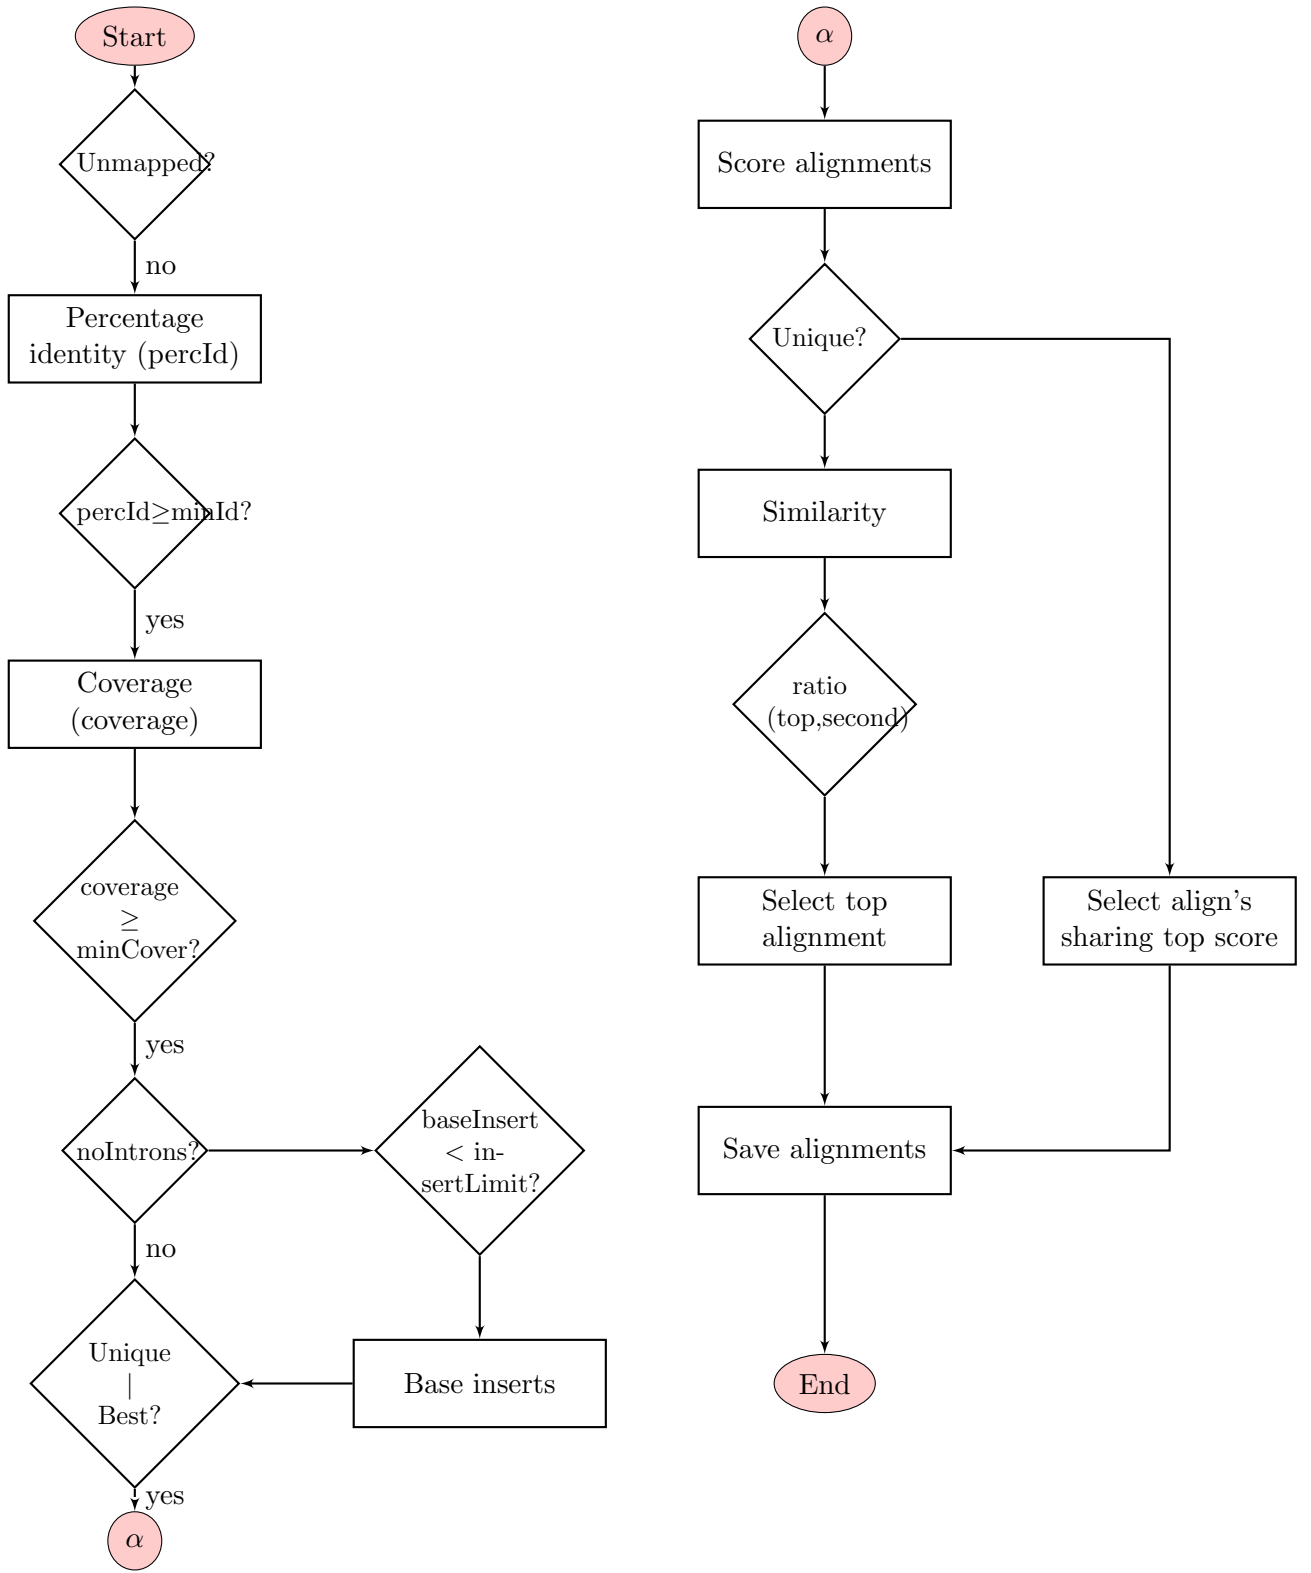 Start
Unmapped?
no
Percentage
identity (percId)
percId≥minId?
yes
Coverage
(coverage)
coverage
≥
minCover?
yes
noIntrons?
baseInsert
< in-
sertLimit?
no
Unique
|
Best?
Base inserts
yes
α
α
Score alignments
Unique?
Similarity
ratio
(top,second)
Select top
alignment
Select align's
sharing top score
Save alignments
End